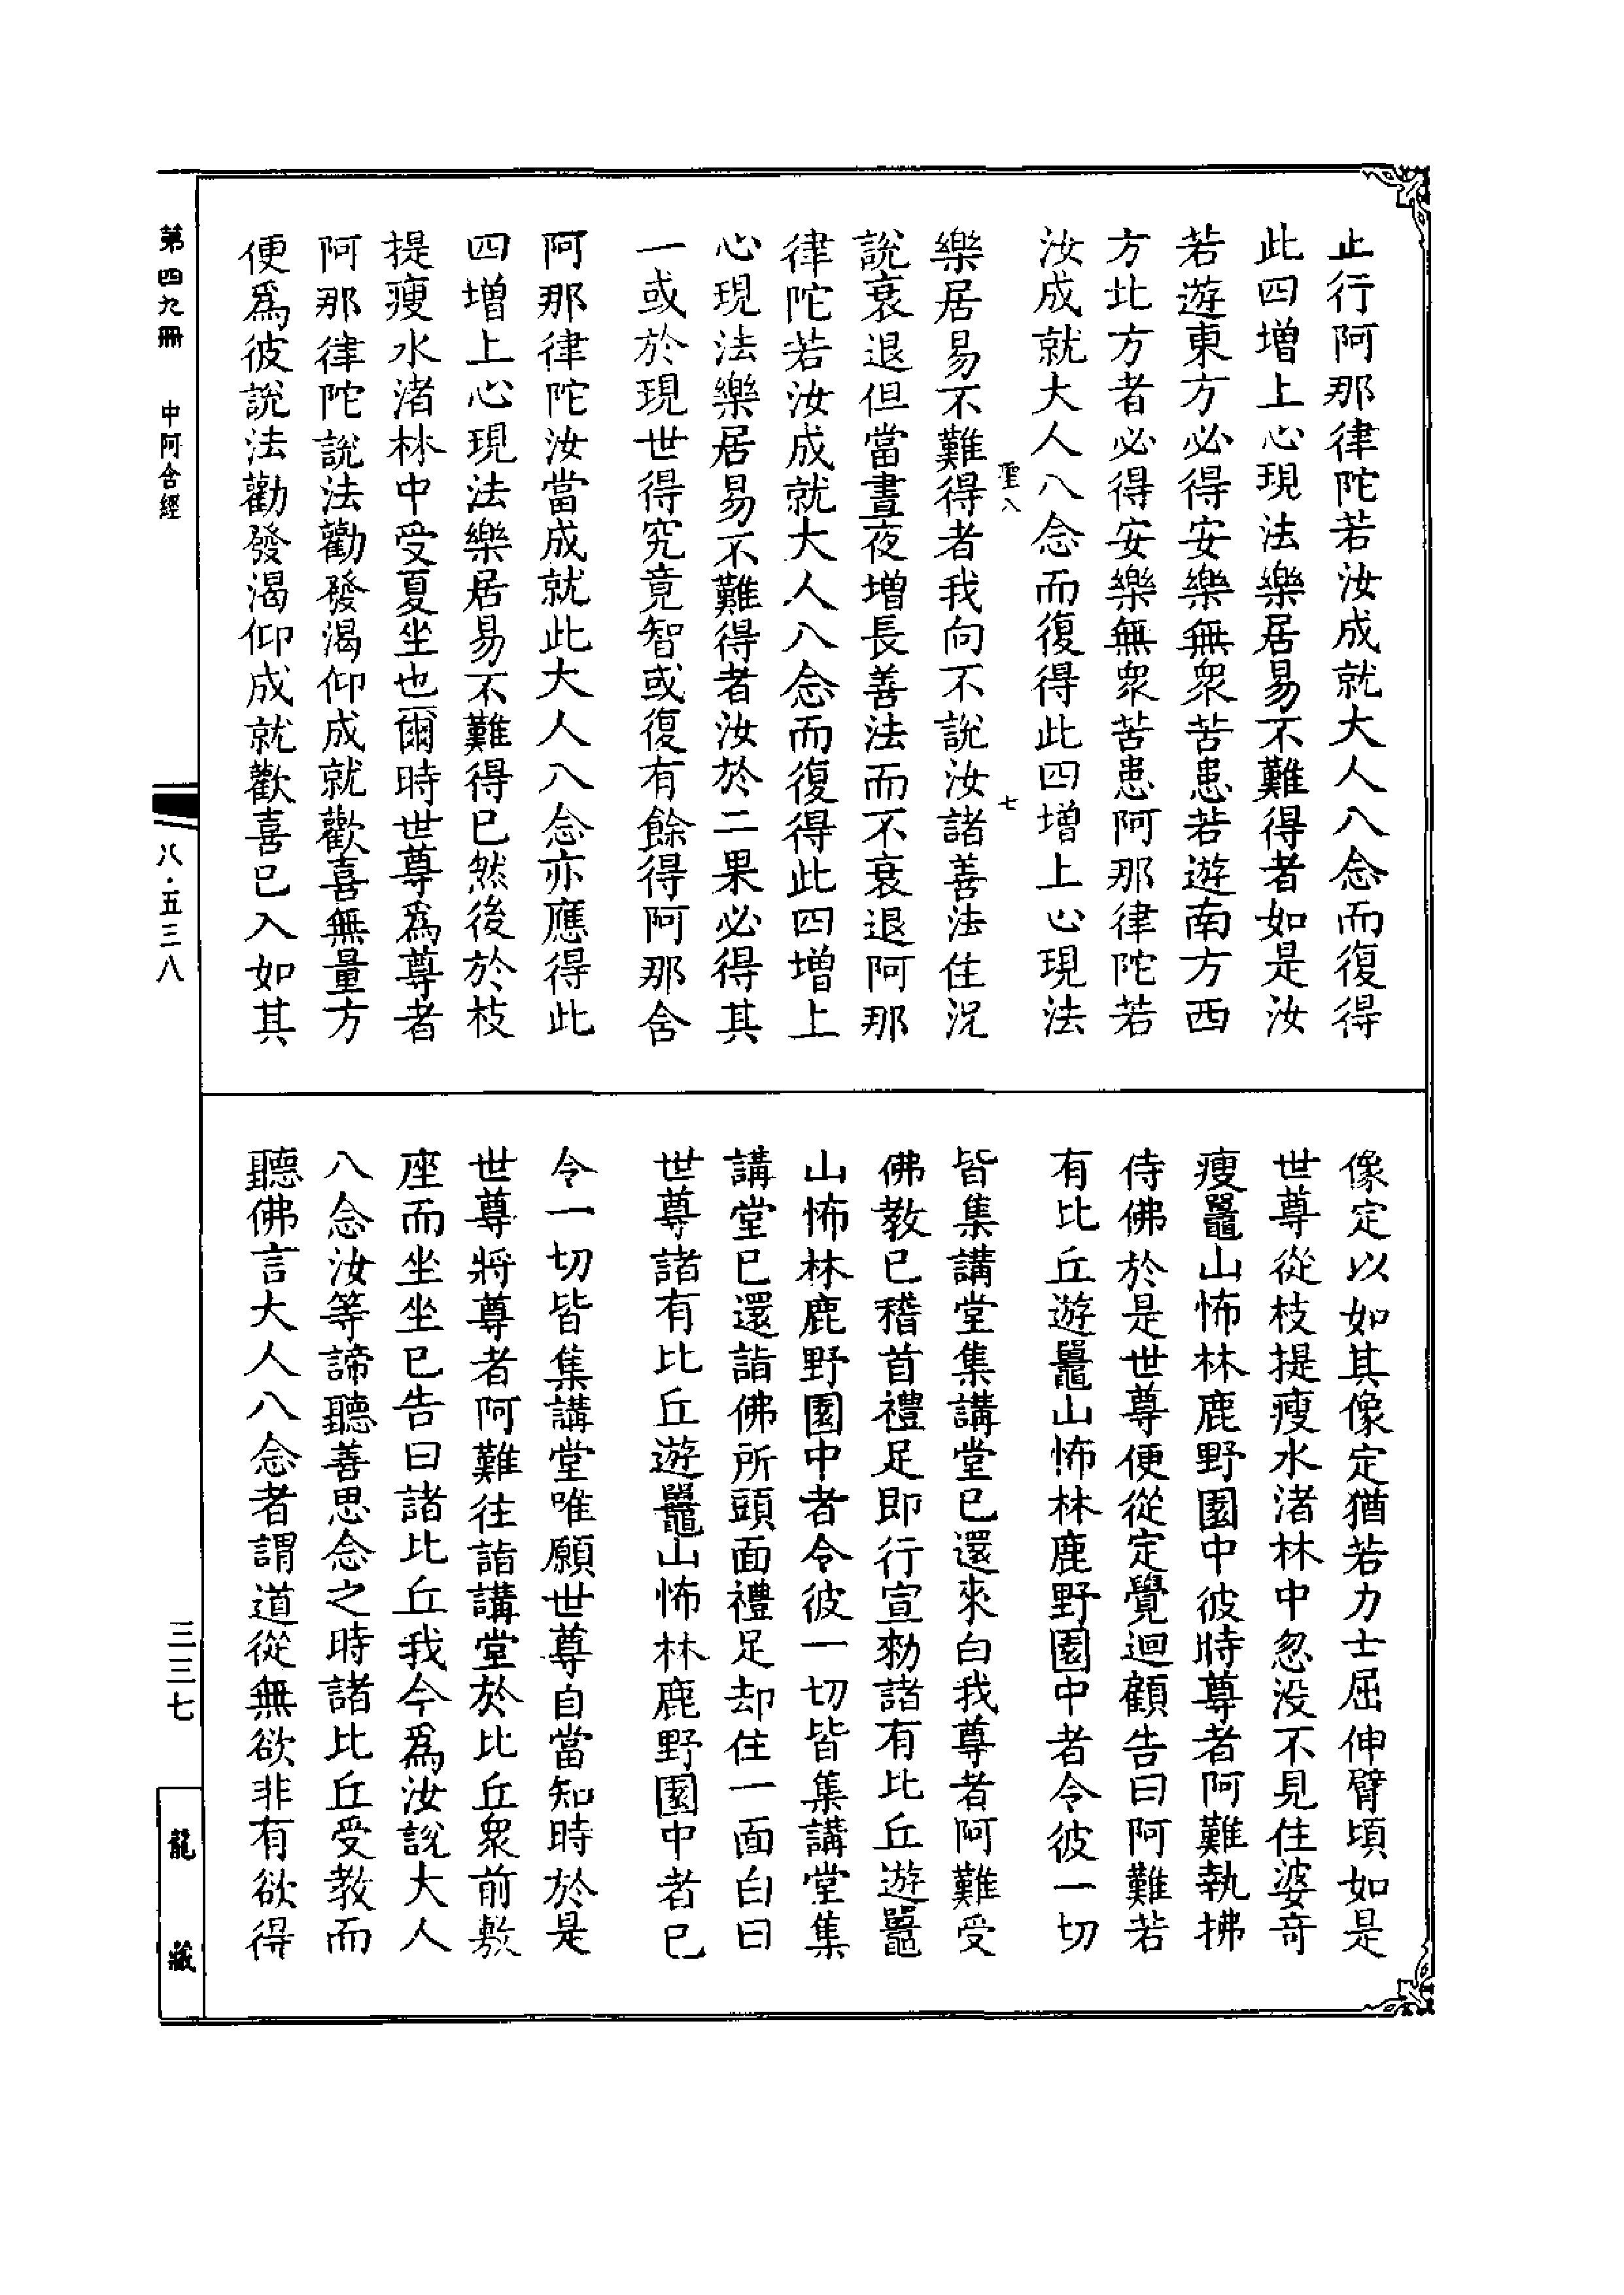 止行阿那律陀若汝成就大人八念而復得
此四增上心現法樂居易不難得者如是汝
若遊東方必得安樂無衆苦患若遊南方西
方北方者必得安樂無衆苦患阿那律陀若
汝成就大人八念而復得此四增上心現法
聖八
七
樂居易不難得者我向不說汝諸善法住況
說衰退但當晝夜增長善法而不衰退阿那
律陀若汝成就大人八念而復得此四增上
心現法樂居易不難得者汝於二果必得其
一或於現世得究竟智或復有餘得阿那含
阿那律陀汝當成就此大人八念亦應得此
四增上心現法樂居易不難得已然後於枝
提瘦水渚林中受夏坐也爾時世尊爲尊者
阿那律陀說法勸發渴仰成就歡喜無量方
便爲彼說法勸發渴仰成就歡喜已入如其
像定以如其像定猶若力士屈伸臂頃如是
世尊從枝提瘦水渚林中忽没不見住婆奇
瘦鼉山怖林鹿野園中彼時尊者阿難執拂
侍佛於是世尊便從定覺迴顧告曰阿難若
有比丘遊鼉山怖林鹿野園中者令彼一切
皆集講堂集講堂已還來白我尊者阿難受
佛教已稽首禮足即行宣勑諸有比丘遊鼉
山怖林鹿野園中者令彼一切皆集講堂集
講堂已還詣佛所頭面禮足却住一面白曰
世尊諸有比丘遊鼉山怖林鹿野園中者已
令一切皆集講堂唯願世尊自當知時於是
世尊將尊者阿難往詣講堂於比丘衆前敷
座而坐坐已告曰諸比丘我今爲汝說大人
八念汝等諦聽善思念之時諸比丘受教而
聽佛言大人八念者謂道從無欲非有欲得
第四九冊
中阿含經
八·五三八
三三七
龍藏